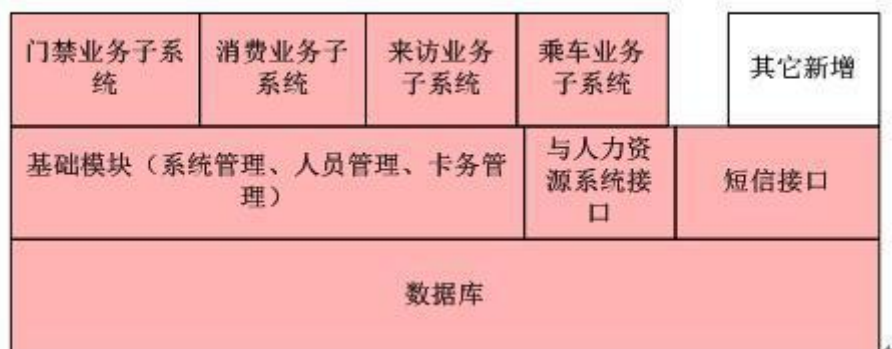 门禁业务子系
统
消费业务子
系统
来访业务
子系统
乘车业务
子系统
其它新增
基础模块（系统管理、人员管理、卡务管
理）
与人力资
源系统接
口
短信接口
数据库